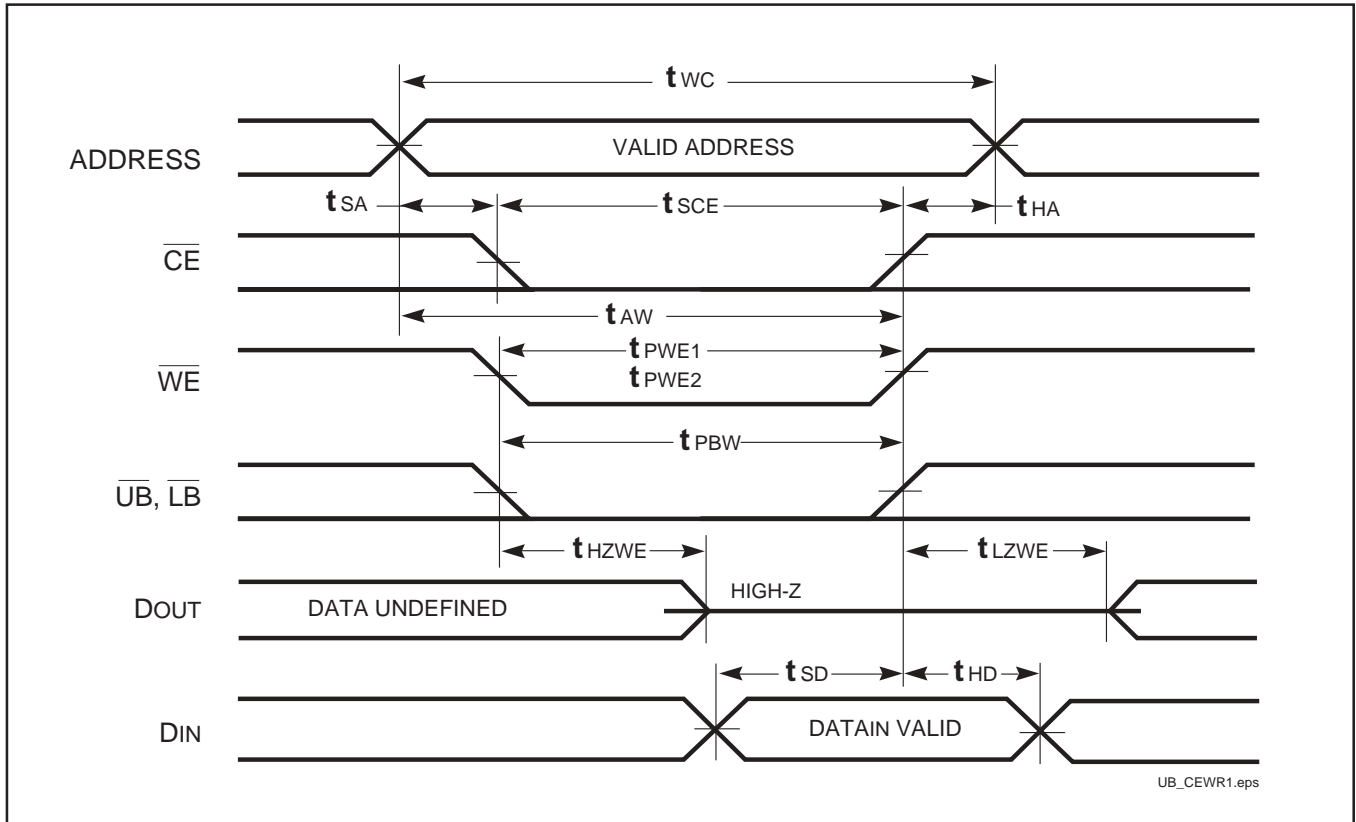 tWC
ADDRESS
VALID ADDRESS
tSA
tSCE
tHA
CE
tAW
tPWE1
WE
tPWE2
tPBW
UB, LB
tHZWE
tLZWE
DOUT
DATA UNDEFINED
HIGH-Z
tSD
tHD
DIN
DATAIN VALID
UB_CEWR1.eps